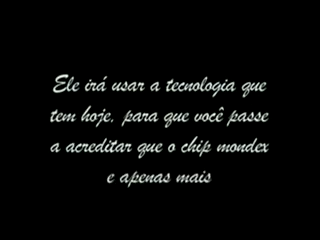 Ele irá usar a tecnologia que
tem hoje, para que você passe
a acreditar que o chip mondex
e apenas mais